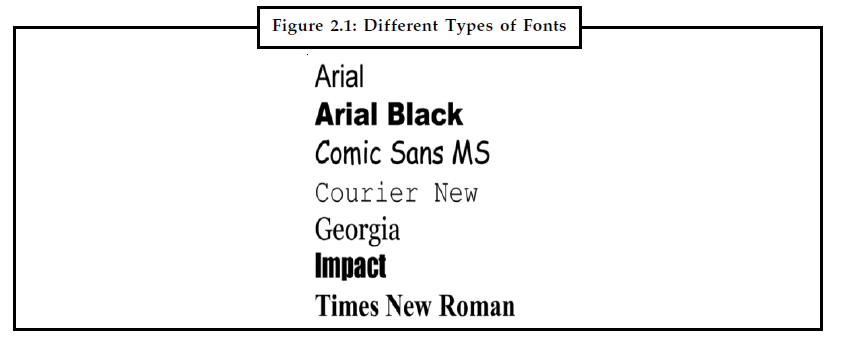 Figure 2.1: Different Types of Fonts
Arial
Arial Black
Comic Sans MS
Courier New
Georgia
Impact
Times New Roman